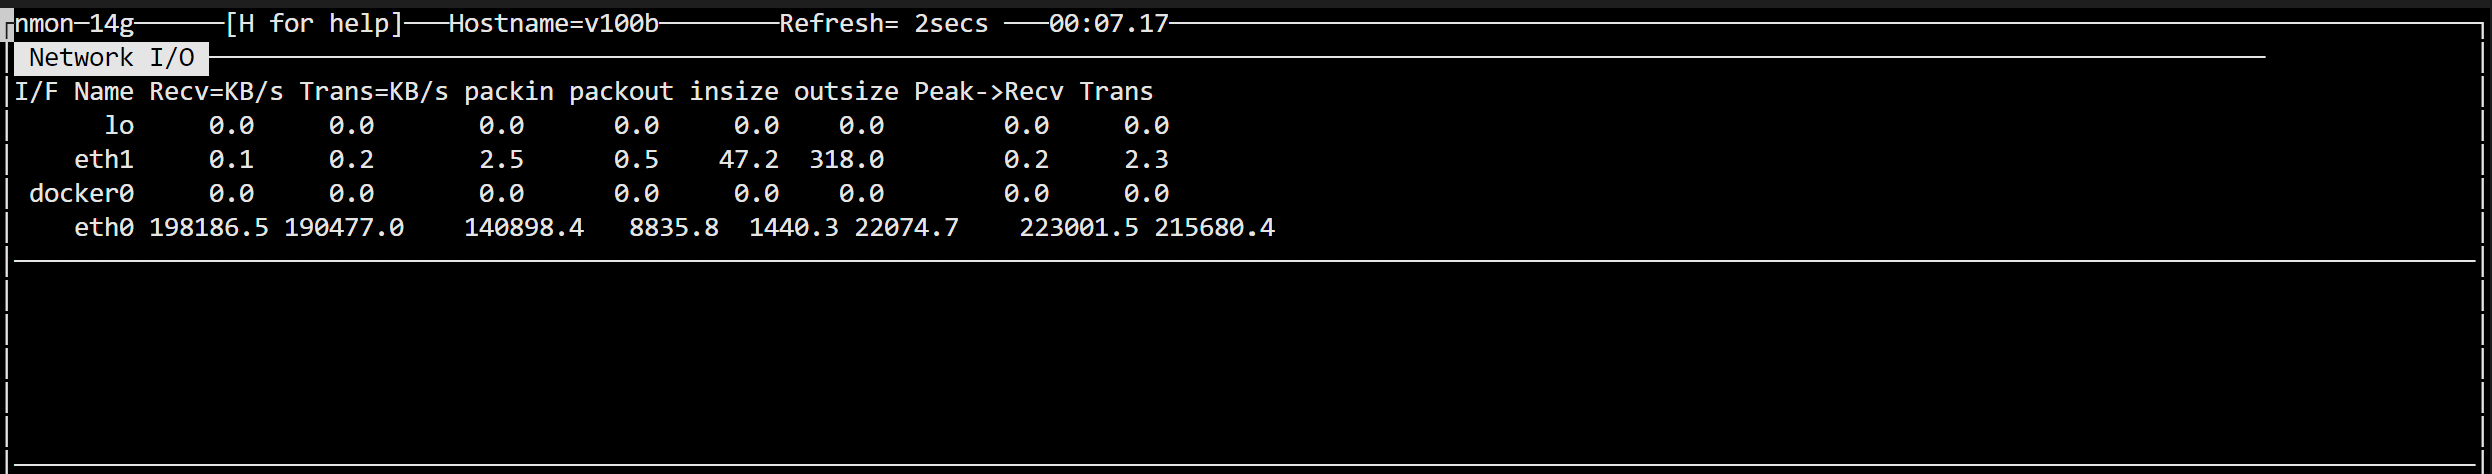 nmon-14g [H for help] Hostname=v100b Refresh= 2secs 00:07.17
Network I/O
I/F Name Recv=KB/s Trans=KB/s packin packout insize outsize Peak->Recv Trans
lo 0.0 0.0 0.0 0.0 0.0 0.0 0.0 0.0
eth1 0.1 0.2 2.5 0.5 47.2 318.0 0.2 2.3
docker0 0.0 0.0 0.0 0.0 0.0 0.0 0.0 0.0
eth0 198186.5 190477.0 140898.4 8835.8 1440.3 22074.7 223001.5 215680.4